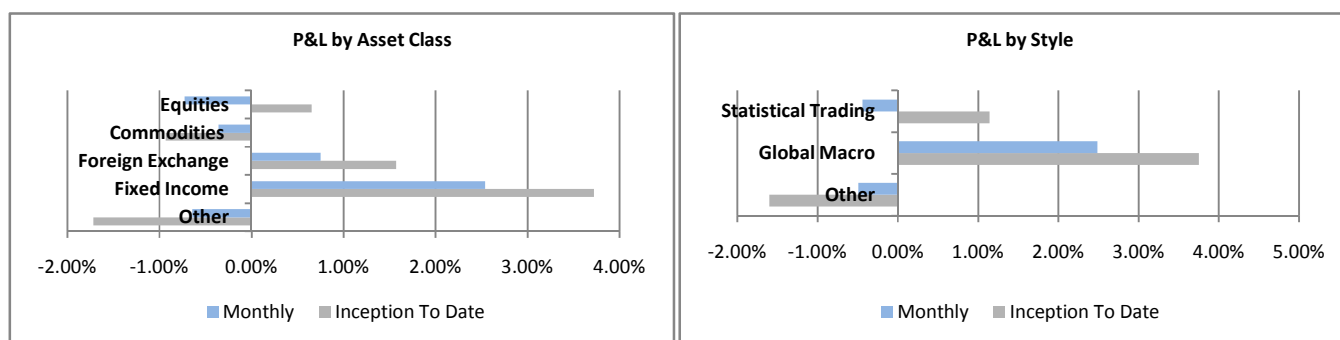 P&L by Asset Class
Equities
Commodities
Foreign Exchange
Fixed Income
Other
-2.00% -1.00% 0.00% 1.00% 2.00% 3.00% 4.00%
Monthly Inception To Date
P&L by Style
Statistical Trading
Global Macro
Other
-2.00% -1.00% 0.00% 1.00% 2.00% 3.00% 4.00% 5.00%
Monthly Inception To Date